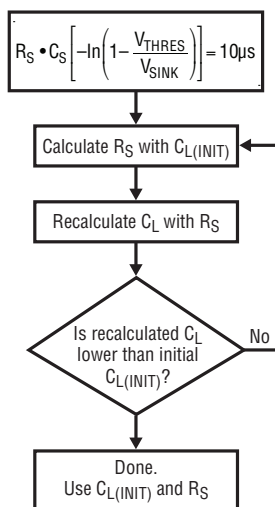 R_S • C_S [−ln(1 − V_THRES / V_SINK)] = 10µs
Calculate R_S with C_L(INIT)
Recalculate C_L with R_S
Is recalculated C_L
lower than initial
C_L(INIT)?
No
Done.
Use C_L(INIT) and R_S